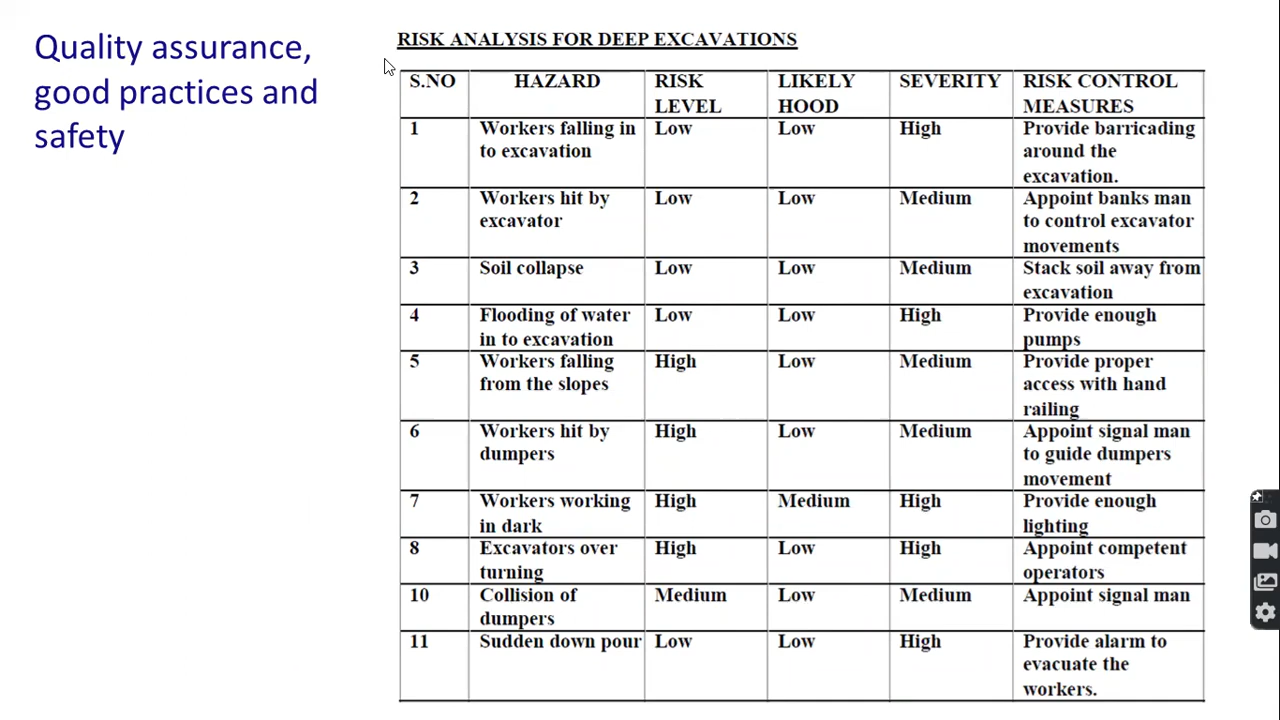 Quality assurance,
good practices and
safety
RISK ANALYSIS FOR DEEP EXCAVATIONS
S.NO HAZARD RISK LIKELY SEVERITY RISK CONTROL
LEVEL HOOD MEASURES
1 Workers falling in Low Low High Provide barricading
to excavation around the
excavation.
2 Workers hit by Low Low Medium Appoint banks man
excavator to control excavator
movements
3 Soil collapse Low Low Medium Stack soil away from
excavation
4 Flooding of water Low Low High Provide enough
in to excavation pumps
5 Workers falling High Low Medium Provide proper
from the slopes access with hand
railing
6 Workers hit by High Low Medium Appoint signal man
dumpers to guide dumpers
movement
7 Workers working High Medium High Provide enough
in dark lighting
8 Excavators over High Low High Appoint competent
turning operators
10 Collision of Medium Low Medium Appoint signal man
dumpers
11 Sudden down pour Low Low High Provide alarm to
evacuate the
workers.